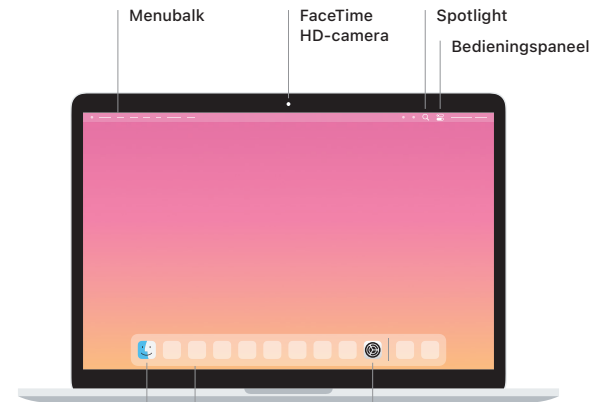 Menubalk
FaceTime
HD-camera
Spotlight
Bedieningspaneel